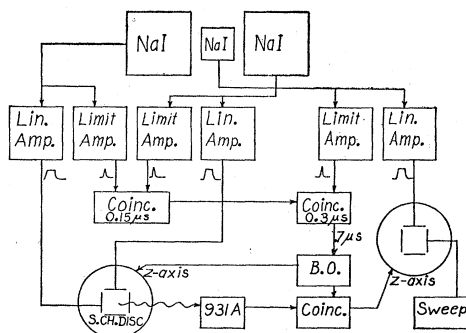 NaI
NaI
NaI
Lin.
Amp.
Limit
Amp.
Limit
Amp.
Lin.
Amp.
Limit
Amp.
Lin.
Amp.
Coinc.
0.15μs
Coinc.
0.3μs
7μs
z-axis
B.O.
z-axis
S.CH.DISC.
931A
Coinc.
Sweep